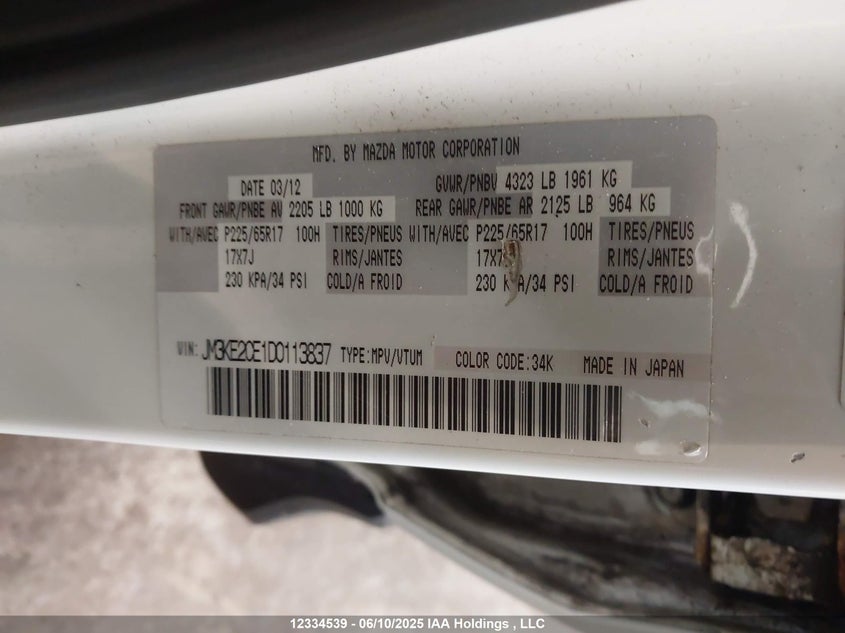 MFD. BY MAZDA MOTOR CORPORATION
DATE 03/12 GVWR/PNBV 4323 LB 1961 KG
FRONT GAWR/PNBE AV 2205 LB 1000 KG REAR GAWR/PNBE AR 2125 LB 964 KG
WITH/AVEC P225/65R17 100H TIRES/PNEUS WITH/AVEC P225/65R17 100H TIRES/PNEUS
17X7J RIMS/JANTES 17X7 RIMS/JANTES
230 KPA/34 PSI COLD/A FROID 230 KPA/34 PSI COLD/A FROID
VIN: JM3KE2CE1D0113837 TYPE:MPV/VTUM COLOR CODE:34K MADE IN JAPAN
12334539 - 06/10/2025 IAA Holdings , LLC